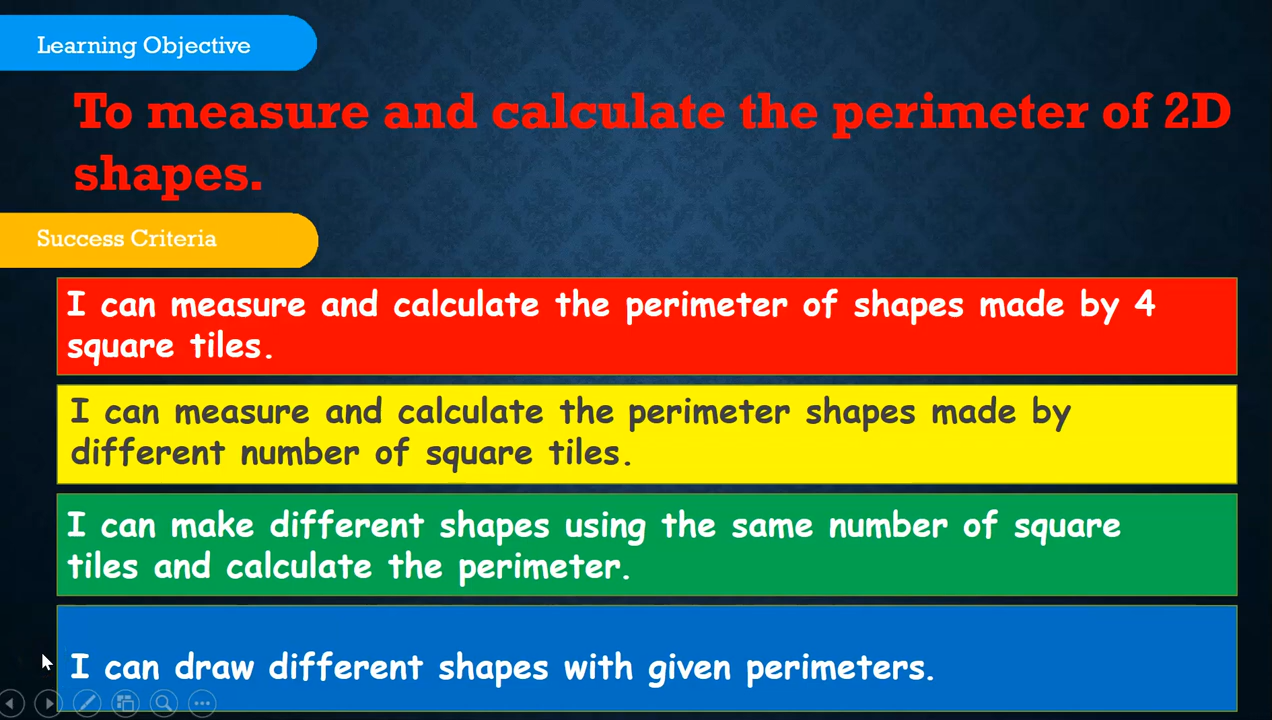 Learning Objective
To measure and calculate the perimeter of 2D
shapes.
Success Criteria
I can measure and calculate the perimeter of shapes made by 4
square tiles.
I can measure and calculate the perimeter shapes made by
different number of square tiles.
I can make different shapes using the same number of square
tiles and calculate the perimeter.
I can draw different shapes with given perimeters.